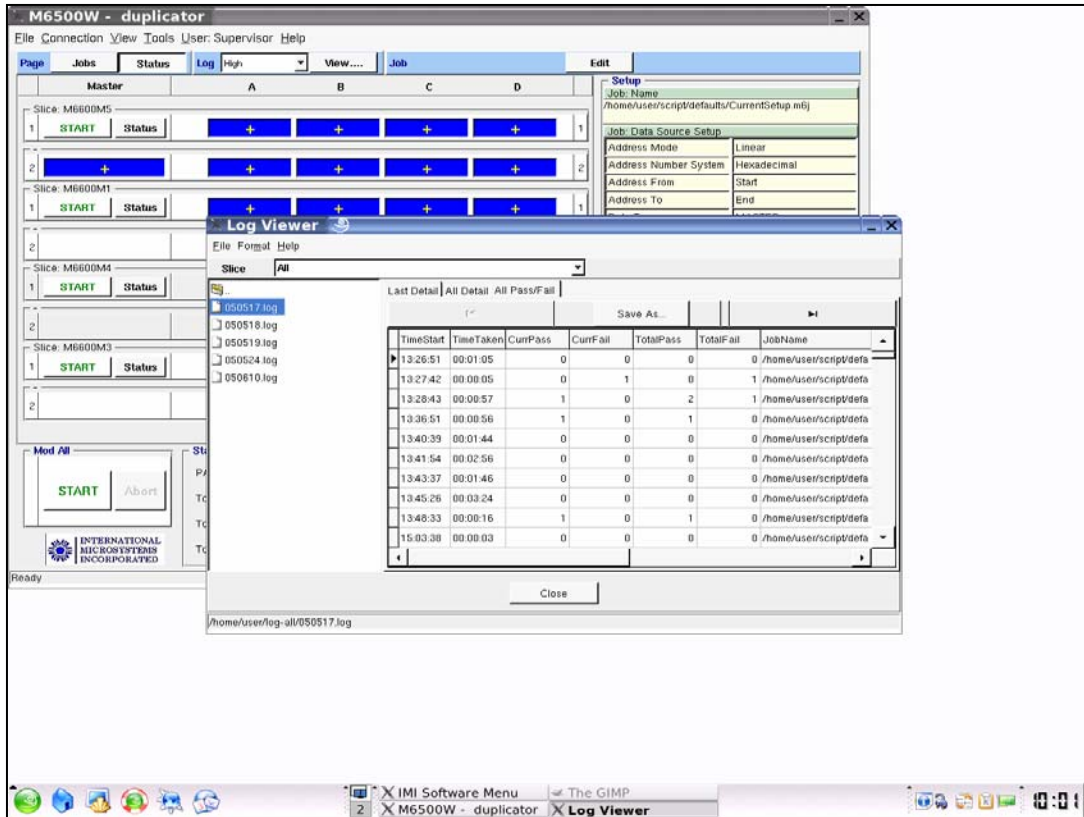 M6500W - duplicator
File Connection View Tools User: Supervisor Help
Page Jobs Status Log High View.... Job Edit
Master A B C D
Slice: M6600M5
1 START Status + + + + 1
2 + + + + + 2
Slice: M6600M1
1 START Status + + + + 1
2
Slice: M6600M4
1 START Status
2
Slice: M6600M3
1 START Status
2
Mod All
START Abort
INTERNATIONAL
MICROSYSTEMS
INCORPORATED
Ready
Setup
Job: Name
/home/user/script/defaults/CurrentSetup.m6j
Job: Data Source Setup
Address Mode Linear
Address Number System Hexadecimal
Address From Start
Address To End
Log Viewer
File Format Help
Slice All
..
050517.log
050518.log
050519.log
050524.log
050610.log
Last Detail All Detail All Pass/Fail
Save As...
TimeStart TimeTaken CurrPass CurrFail TotalPass TotalFail JobName
13:26:51 00:01:05 0 0 0 0 /home/user/script/defa
13:27:42 00:00:05 0 1 0 1 /home/user/script/defa
13:28:43 00:00:57 1 0 2 1 /home/user/script/defa
13:36:51 00:00:56 1 0 1 0 /home/user/script/defa
13:40:39 00:01:44 0 0 0 0 /home/user/script/defa
13:41:54 00:02:56 0 0 0 0 /home/user/script/defa
13:43:37 00:01:46 0 0 0 0 /home/user/script/defa
13:45:26 00:03:24 0 0 0 0 /home/user/script/defa
13:48:33 00:00:16 1 0 1 0 /home/user/script/defa
15:03:38 00:00:03 0 0 0 0 /home/user/script/defa
Close
/home/user/log-all/050517.log
IMI Software Menu The GIMP
2 M6500W - duplicator Log Viewer
10:01